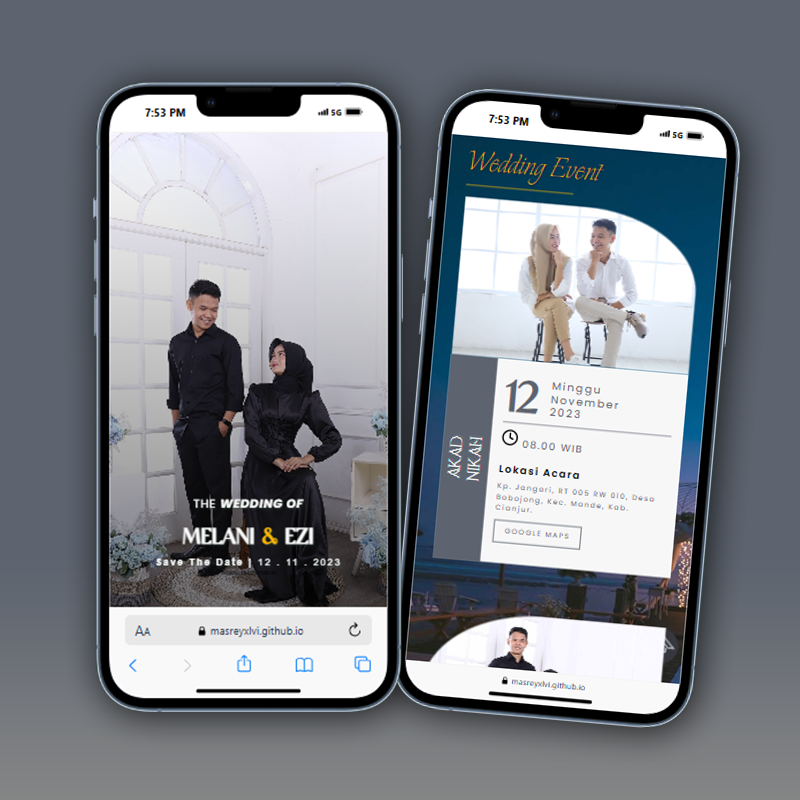 7:53 PM
5G
THE WEDDING OF
MELANI & EZI
Save The Date | 12 . 11 . 2023
AA
masreyxlvi.github.io
7:53 PM
5G
Wedding Event
AKAD
NIKAH
12
Minggu
November
2023
08.00 WIB
Lokasi Acara
Kp. Jangari, RT 005 RW 010, Desa
Bobojong, Kec. Mande, Kab.
Cianjur.
GOOGLE MAPS
masreyxlvi.github.io